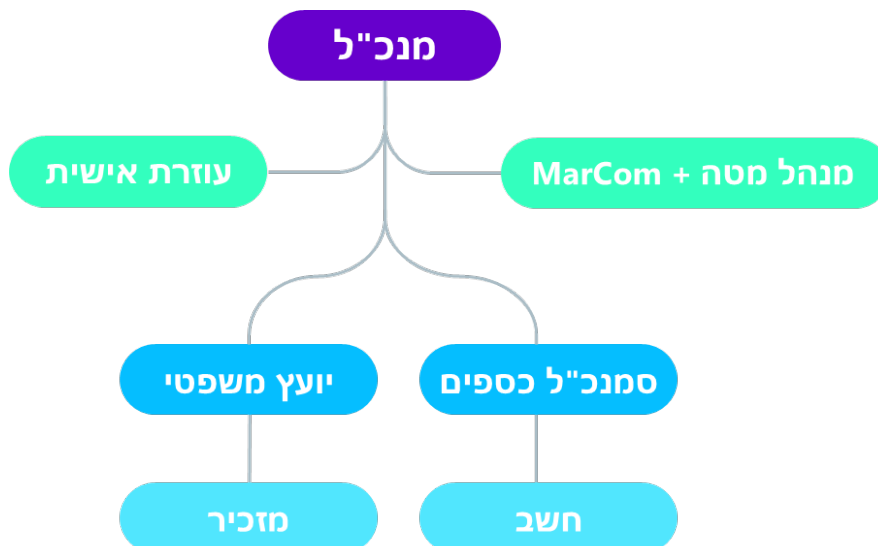 מנכ"ל
מנהל מטה + MarCom
עוזרת אישית
סמנכ"ל כספים
יועץ משפטי
חשב
מזכיר